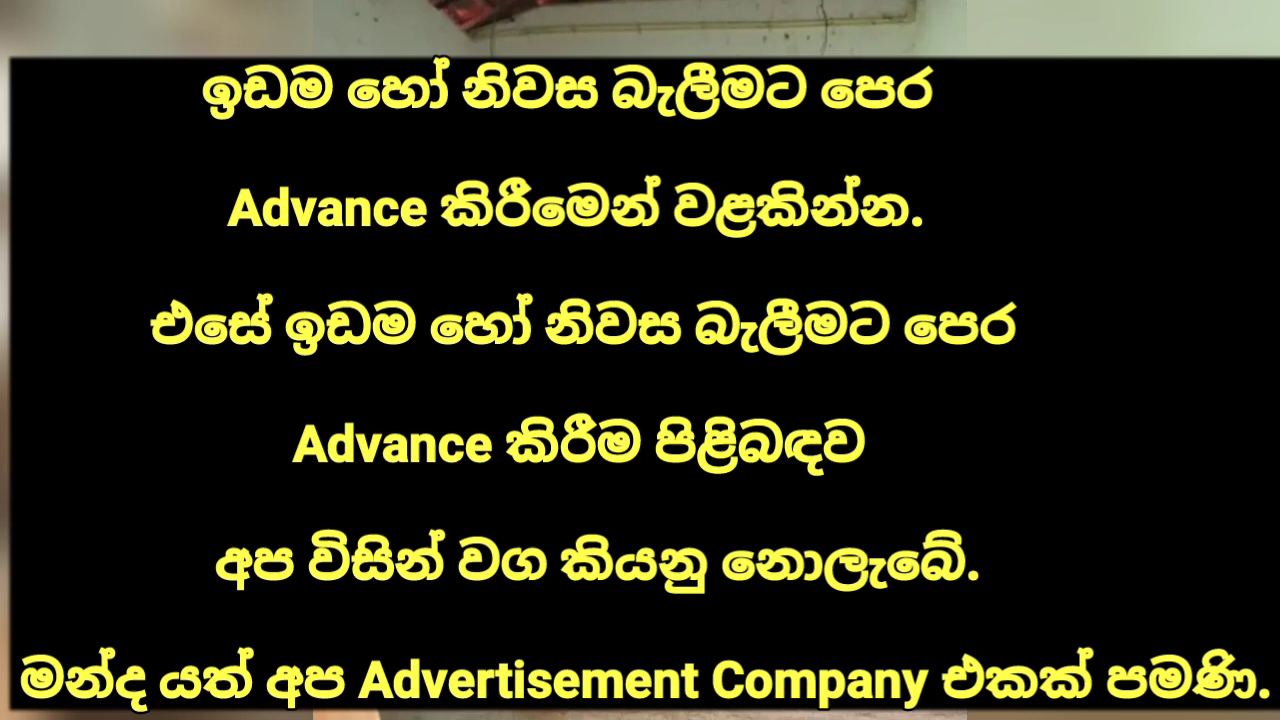 ඉඩම හෝ නිවස බැලීමට පෙර
Advance කිරීමෙන් වළකින්න.
එසේ ඉඩම හෝ නිවස බැලීමට පෙර
Advance කිරීම පිළිබඳව
අප විසින් වග කියනු නොලැබේ.
මන්ද යත් අප Advertisement Company එකක් පමණි.